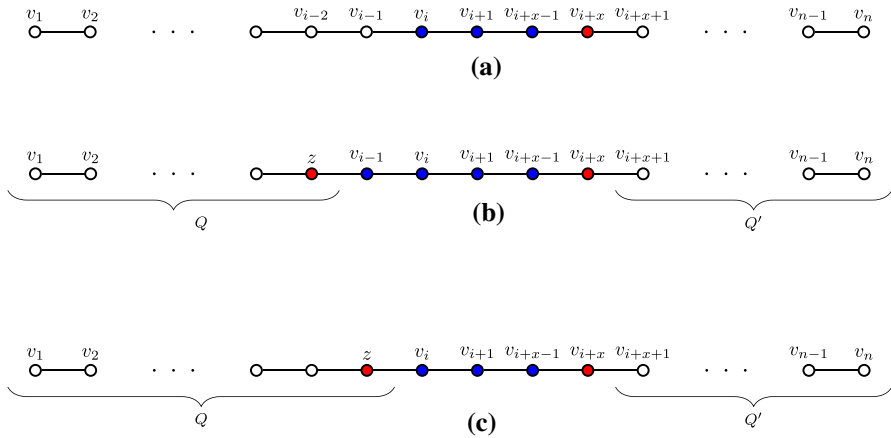 v₁ v₂ · · · vᵢ₋₂ vᵢ₋₁ vᵢ vᵢ₊₁ vᵢ₊ₓ₋₁ vᵢ₊ₓ vᵢ₊ₓ₊₁ · · · vₙ₋₁ vₙ
(a)
v₁ v₂ · · · z vᵢ₋₁ vᵢ vᵢ₊₁ vᵢ₊ₓ₋₁ vᵢ₊ₓ vᵢ₊ₓ₊₁ · · · vₙ₋₁ vₙ
Q (b) Q′
v₁ v₂ · · · z vᵢ vᵢ₊₁ vᵢ₊ₓ₋₁ vᵢ₊ₓ vᵢ₊ₓ₊₁ · · · vₙ₋₁ vₙ
Q (c) Q′